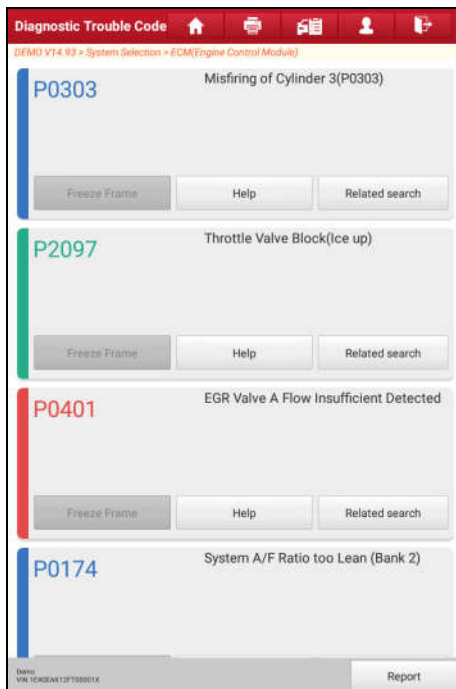 Diagnostic Trouble Code
DEMO V14.93 > System Selection > ECM(Engine Control Module)
P0303
Misfiring of Cylinder 3(P0303)
Freeze Frame
Help
Related search
P2097
Throttle Valve Block(Ice up)
Freeze Frame
Help
Related search
P0401
EGR Valve A Flow Insufficient Detected
Freeze Frame
Help
Related search
P0174
System A/F Ratio too Lean (Bank 2)
Demo
VIN
Report